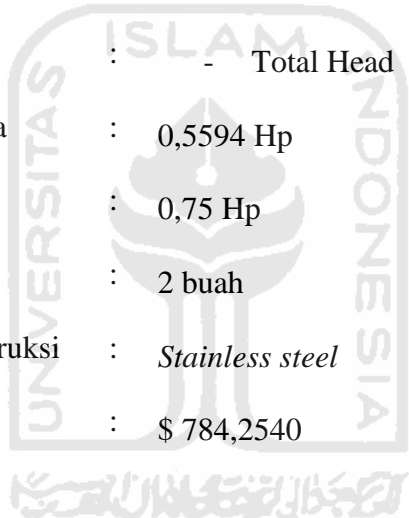 : - Total Head
a : 0,5594 Hp
: 0,75 Hp
: 2 buah
ruksi : Stainless steel
: $ 784,2540
UNIVERSITAS
ISLAM
INDONESIA